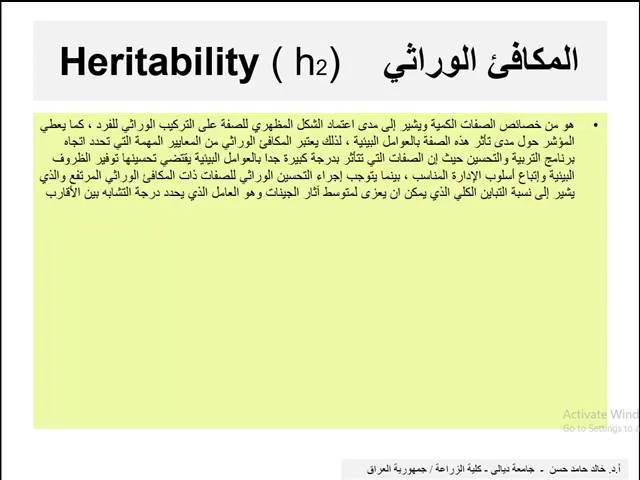 المكافئ الوراثي Heritability ( h2)
• هو من خصائص الصفات الكمية ويشير إلى مدى اعتماد الشكل المظهري للصفة على التركيب الوراثي للفرد ، كما يعطي
المؤشر حول مدى تأثر هذه الصفة بالعوامل البيئية ، لذلك يعتبر المكافئ الوراثي من المعايير المهمة التي تحدد اتجاه
برنامج التربية والتحسين حيث إن الصفات التي تتأثر بدرجة كبيرة جدا بالعوامل البيئية يقتضي تحسينها توفير الظروف
البيئية وإتباع أسلوب الإدارة المناسب ، بينما يتوجب إجراء التحسين الوراثي للصفات ذات المكافئ الوراثي المرتفع والذي
يشير إلى نسبة التباين الكلي الذي يمكن ان يعزى لمتوسط آثار الجينات وهو العامل الذي يحدد درجة التشابه بين الأقارب
Activate Wind
Go to Settings to a
أ.د. خالد حامد حسن - جامعة ديالى - كلية الزراعة / جمهورية العراق